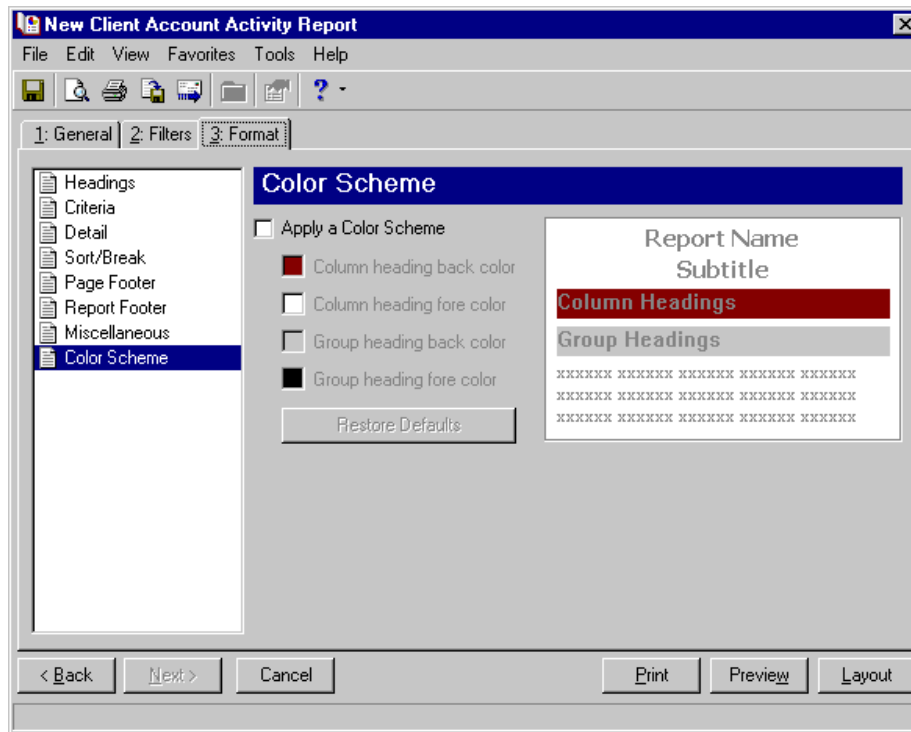 New Client Account Activity Report
File Edit View Favorites Tools Help
1: General 2: Filters 3: Format
Headings
Criteria
Detail
Sort/Break
Page Footer
Report Footer
Miscellaneous
Color Scheme
Color Scheme
Apply a Color Scheme
Column heading back color
Column heading fore color
Group heading back color
Group heading fore color
Restore Defaults
Report Name
Subtitle
Column Headings
Group Headings
xxxxxx xxxxxx xxxxxx xxxxxx xxxxxx
xxxxxx xxxxxx xxxxxx xxxxxx xxxxxx
xxxxxx xxxxxx xxxxxx xxxxxx xxxxxx
< Back Next > Cancel Print Preview Layout